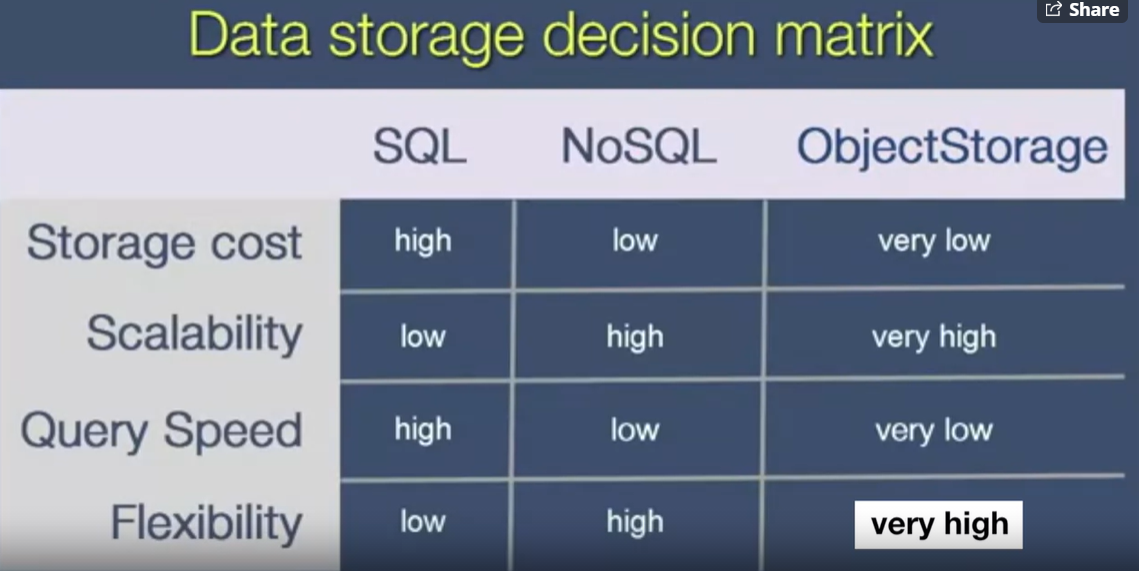 Share
Data storage decision matrix
SQL NoSQL ObjectStorage
Storage cost high low very low
Scalability low high very high
Query Speed high low very low
Flexibility low high very high